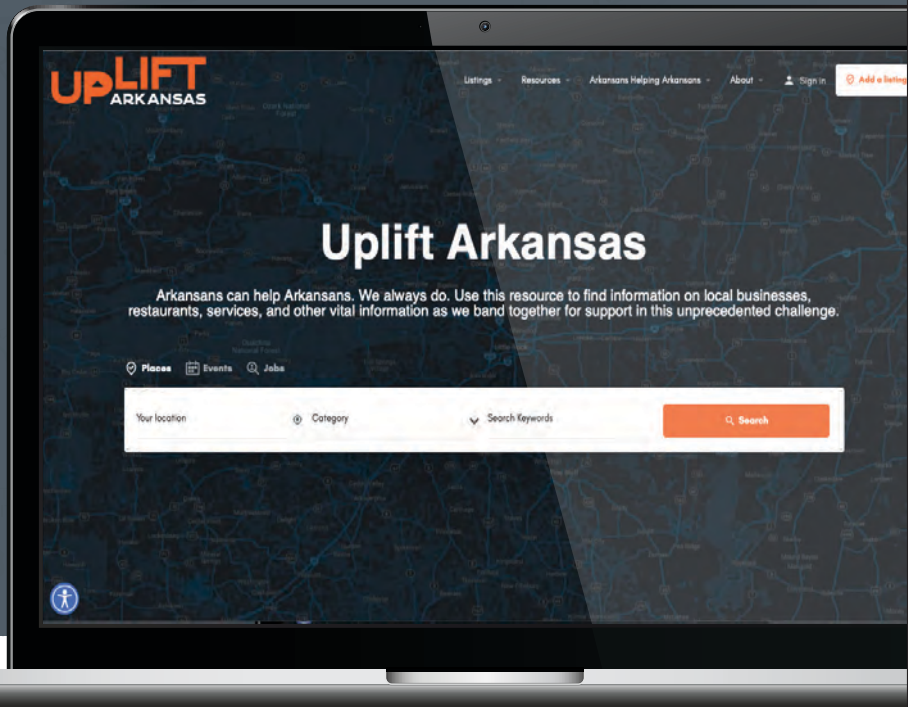 UPLIFT
ARKANSAS
Listings
Resources
Arkansans Helping Arkansans
About
Sign in
Add a listing
Uplift Arkansas
Arkansans can help Arkansans. We always do. Use this resource to find information on local businesses,
restaurants, services, and other vital information as we band together for support in this unprecedented challenge.
Places
Events
Jobs
Your location
Category
Search Keywords
Search